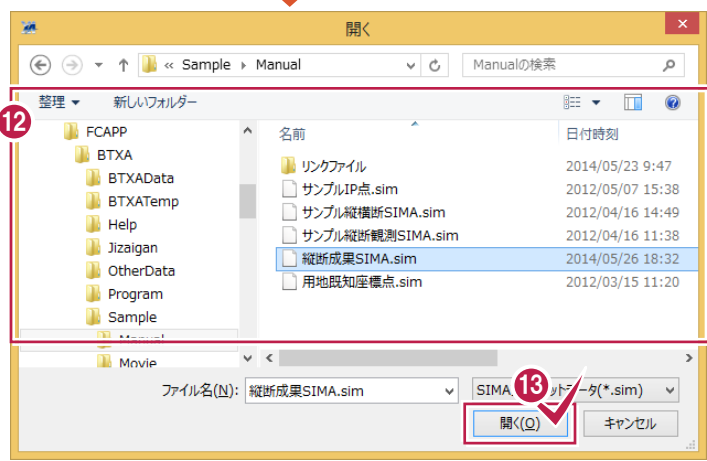 開く
« Sample Manual
Manualの検索
12
整理 新しいフォルダー
FCAPP
BTXA
BTXAData
BTXATemp
Help
Jizaigan
OtherData
Program
Sample
Manual
Movie
名前 日付時刻
リンクファイル 2014/05/23 9:47
サンプルIP点.sim 2012/05/07 15:38
サンプル縦横断SIMA.sim 2012/04/16 14:49
サンプル縦断観測SIMA.sim 2012/04/16 11:38
縦断成果SIMA.sim 2014/05/26 18:32
用地既知座標点.sim 2012/03/15 11:20
ファイル名(N): 縦断成果SIMA.sim
SIMA データ(*.sim)
13
開く(O) キャンセル